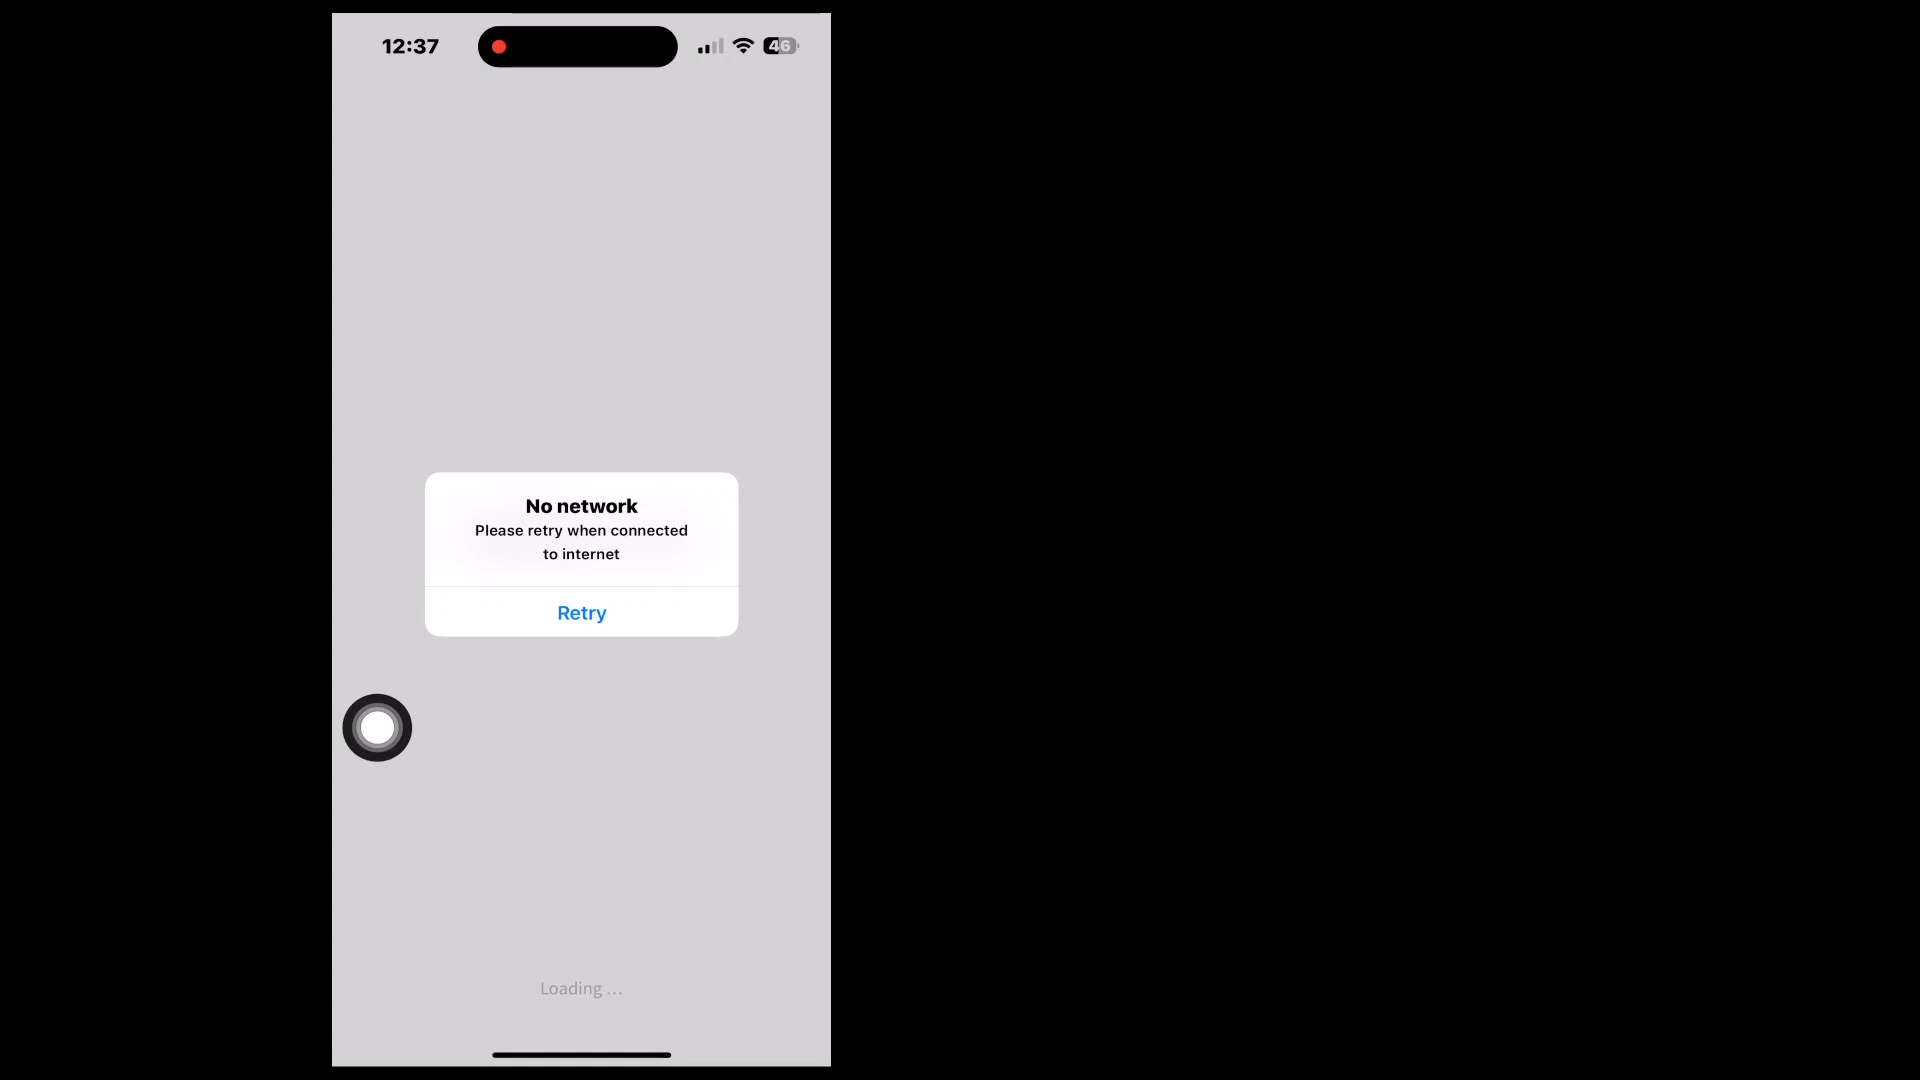 12:37
46
No network
Please retry when connected
to internet
Retry
Loading ...